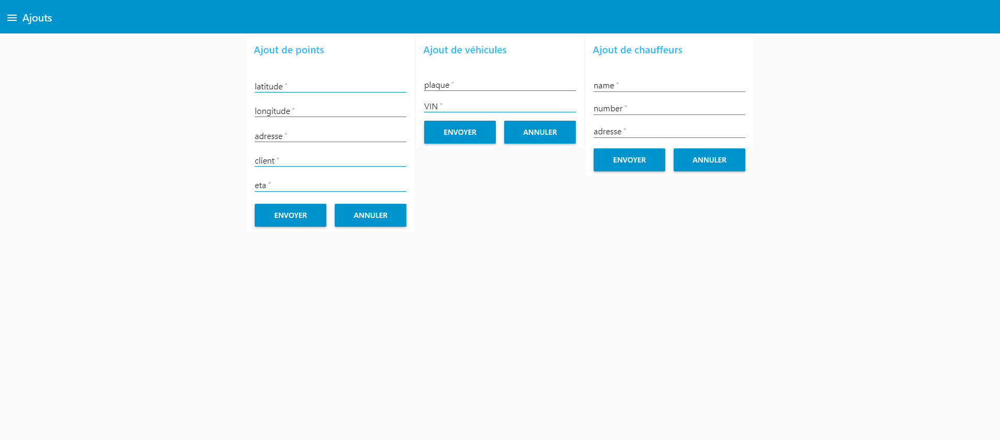 Ajouts
Ajout de points
latitude *
longitude *
adresse *
client *
eta *
ENVOYER
ANNULER
Ajout de véhicules
plaque *
VIN *
ENVOYER
ANNULER
Ajout de chauffeurs
name *
number *
adresse *
ENVOYER
ANNULER